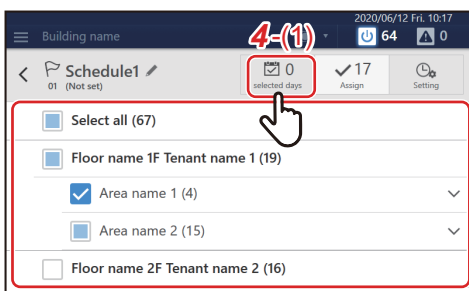 2020/06/12 Fri. 10:17
Building name
4-(1)
64
0
Schedule1
01 (Not set)
0
selected days
17
Assign
Setting
Select all (67)
Floor name 1F Tenant name 1 (19)
Area name 1 (4)
Area name 2 (15)
Floor name 2F Tenant name 2 (16)